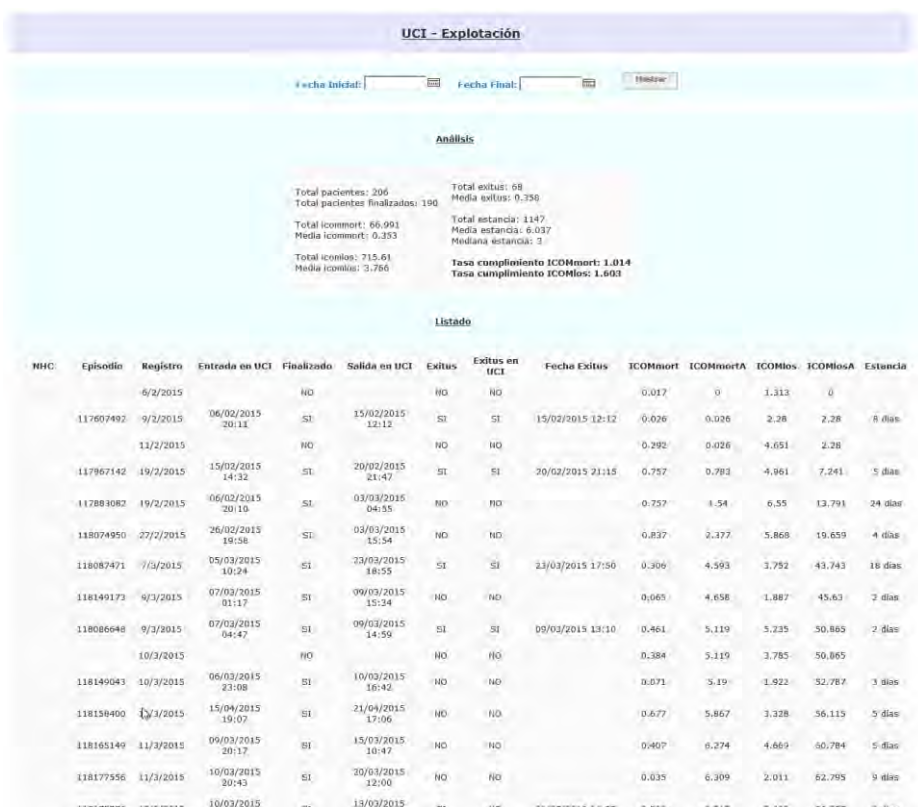 UCI - Explotación
Fecha Inicial: Fecha Final: Mostrar
Análisis
Total pacientes: 206
Total pacientes finalizados: 190
Total icommort: 66.991
Media icommort: 0.353
Total icomlos: 715.61
Media icomlos: 3.766
Total exitus: 68
Media exitus: 0.358
Total estancia: 1147
Media estancia: 6.037
Mediana estancia: 3
Tasa cumplimiento ICOMmort: 1.014
Tasa cumplimiento ICOMlos: 1.603
Listado
NHC Episodio Registro Entrada en UCI Finalizado Salida en UCI Exitus Exitus en UCI Fecha Exitus ICOMmort ICOMmortA ICOMlos ICOMlosA Estancia
6/2/2015 NO NO NO 0.017 0 1.313 0
117607492 9/2/2015 06/02/2015 20:11 SI 15/02/2015 12:12 SI SI 15/02/2015 12:12 0.026 0.026 2.28 2.28 8 dias
11/2/2015 NO NO NO 0.292 0.026 4.651 2.28
117967142 19/2/2015 15/02/2015 14:32 SI 20/02/2015 21:47 SI SI 20/02/2015 21:15 0.757 0.783 4.961 7.241 5 dias
117883082 19/2/2015 06/02/2015 20:10 SI 03/03/2015 04:55 NO NO 0.757 1.54 6.55 13.791 24 dias
118074950 27/2/2015 26/02/2015 19:58 SI 03/03/2015 15:54 NO NO 0.837 2.377 5.868 19.659 4 dias
118087471 7/3/2015 05/03/2015 10:24 SI 23/03/2015 18:55 SI SI 23/03/2015 17:50 0.306 4.593 3.752 43.743 18 dias
118149173 9/3/2015 07/03/2015 01:17 SI 09/03/2015 15:34 NO NO 0.065 4.658 1.887 45.63 2 dias
118086648 9/3/2015 07/03/2015 04:47 SI 09/03/2015 14:59 SI SI 09/03/2015 13:10 0.461 5.119 5.235 50.865 2 dias
10/3/2015 NO NO NO 0.384 5.119 3.785 50.865
118149043 10/3/2015 06/03/2015 23:08 SI 10/03/2015 16:42 NO NO 0.071 5.19 1.922 52.787 3 dias
118158400 15/04/2015 19:07 SI 21/04/2015 17:06 NO NO 0.677 5.867 3.328 56.115 5 dias
118165149 11/3/2015 09/03/2015 20:17 SI 15/03/2015 10:47 NO NO 0.407 6.274 4.669 60.784 5 dias
118177556 11/3/2015 10/03/2015 20:43 SI 20/03/2015 12:00 NO NO 0.035 6.309 2.011 62.795 9 dias
10/03/2015 13/03/2015